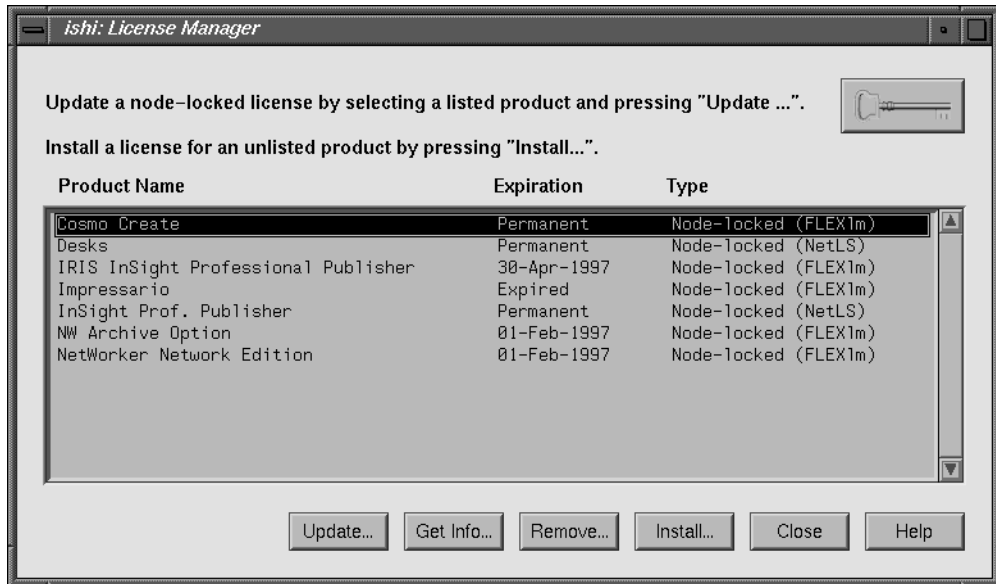 ishi: License Manager
Update a node-locked license by selecting a listed product and pressing "Update ...".
Install a license for an unlisted product by pressing "Install...".
Product Name Expiration Type
Cosmo Create Permanent Node-locked (FLEXlm)
Desks Permanent Node-locked (NetLS)
IRIS InSight Professional Publisher 30-Apr-1997 Node-locked (FLEXlm)
Impressario Expired Node-locked (FLEXlm)
InSight Prof. Publisher Permanent Node-locked (NetLS)
NW Archive Option 01-Feb-1997 Node-locked (FLEXlm)
NetWorker Network Edition 01-Feb-1997 Node-locked (FLEXlm)
Update... Get Info... Remove... Install... Close Help